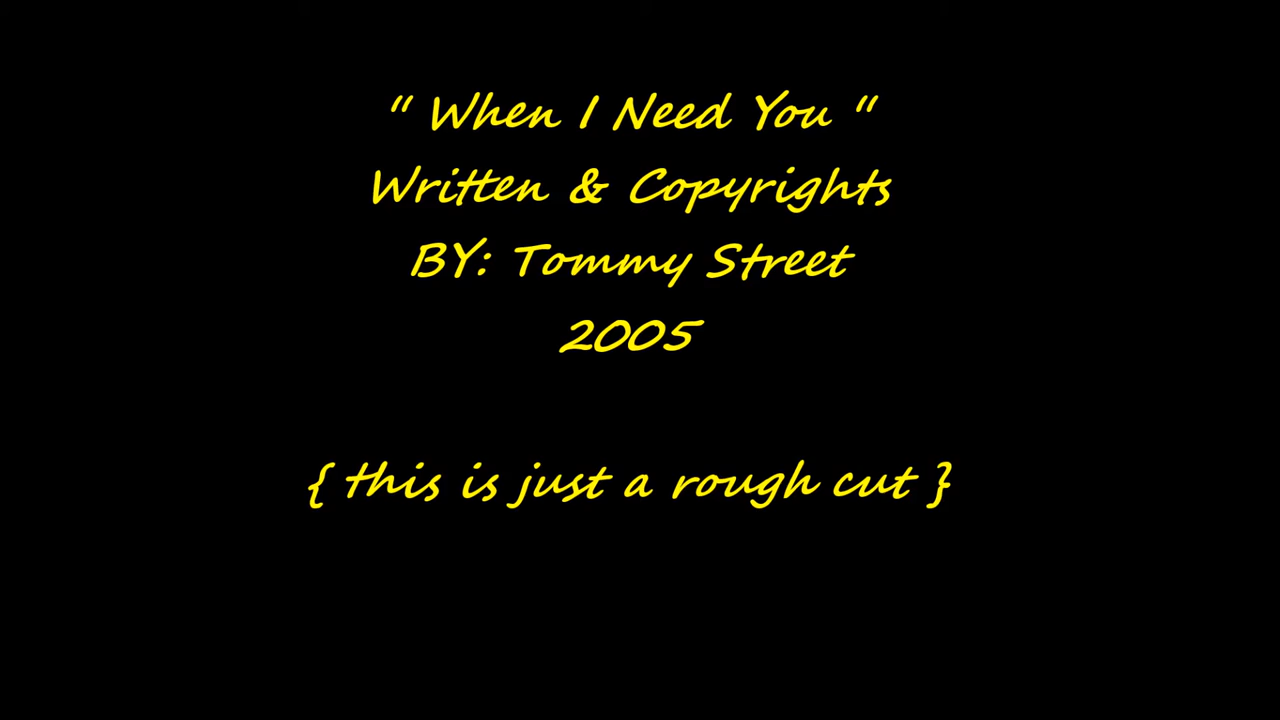 “ When I Need You “
Written & Copyrights
BY: Tommy Street
2005
{ this is just a rough cut }